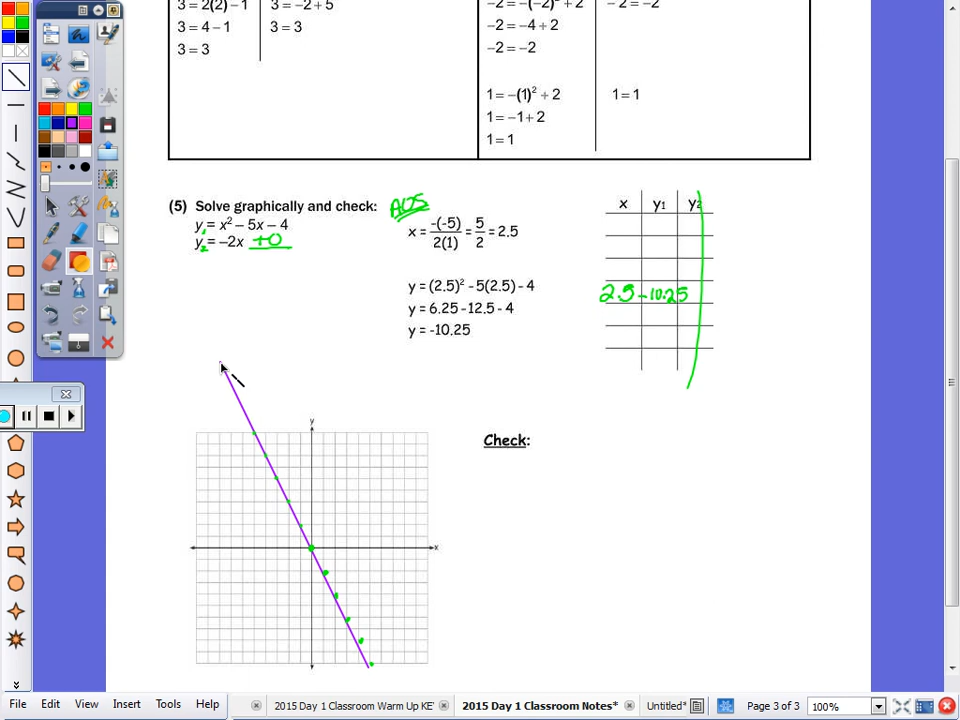 3 = 2(2) − 1 3 = −2 + 5
3 = 4 − 1 3 = 3
3 = 3
−2 = −(−2)² + 2 −2 = −2
−2 = −4 + 2
−2 = −2
1 = −(1)² + 2 1 = 1
1 = −1 + 2
1 = 1
(5) Solve graphically and check:
y₁ = x² − 5x − 4
y₂ = −2x +0
AOS
x = -(-5)/2(1) = 5/2 = 2.5
y = (2.5)² - 5(2.5) - 4
y = 6.25 - 12.5 - 4
y = -10.25
x y1 y2
2.5 -10.25
y
x
Check:
File Edit View Insert Tools Help
2015 Day 1 Classroom Warm Up KE
2015 Day 1 Classroom Notes*
Untitled*
Page 3 of 3
100%